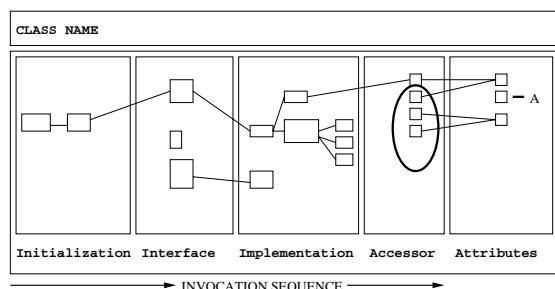 CLASS NAME
A
Initialization Interface Implementation Accessor Attributes
INVOCATION SEQUENCE